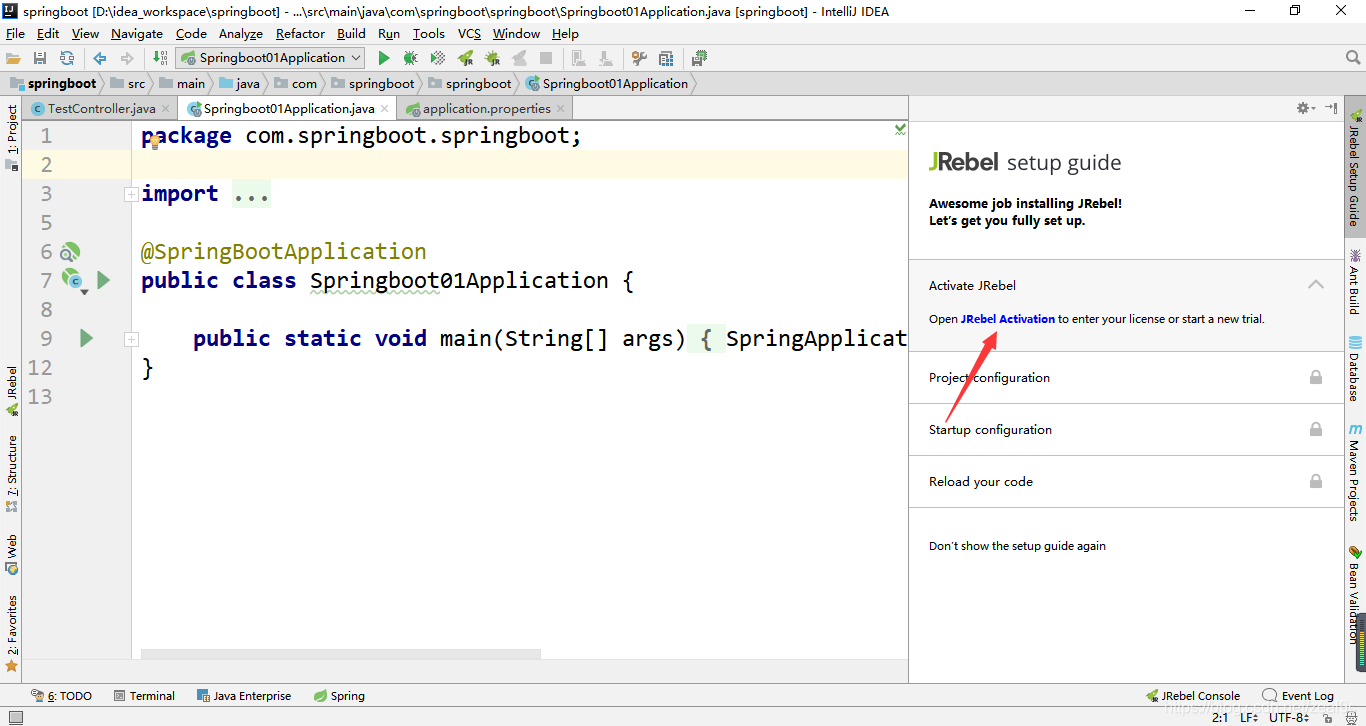 springboot [D:\idea_workspace\springboot] - ...\src\main\java\com\springboot\springboot\Springboot01Application.java [springboot] - IntelliJ IDEA
File Edit View Navigate Code Analyze Refactor Build Run Tools VCS Window Help
Springboot01Application
springboot src main java com springboot springboot Springboot01Application
TestController.java Springboot01Application.java application.properties
1 package com.springboot.springboot;
2
3 import ...
5
6 @SpringBootApplication
7 public class Springboot01Application {
8
9 public static void main(String[] args) { SpringApplicat
12 }
13
1: Project
JRebel
7: Structure
Web
2: Favorites
JRebel setup guide
Awesome job installing JRebel!
Let's get you fully set up.
Activate JRebel
Open JRebel Activation to enter your license or start a new trial.
Project configuration
Startup configuration
Reload your code
Don't show the setup guide again
JRebel Setup Guide
Ant Build
Database
Maven Projects
Bean Validation
6: TODO Terminal Java Enterprise Spring JRebel Console Event Log
2:1 LF UTF-8